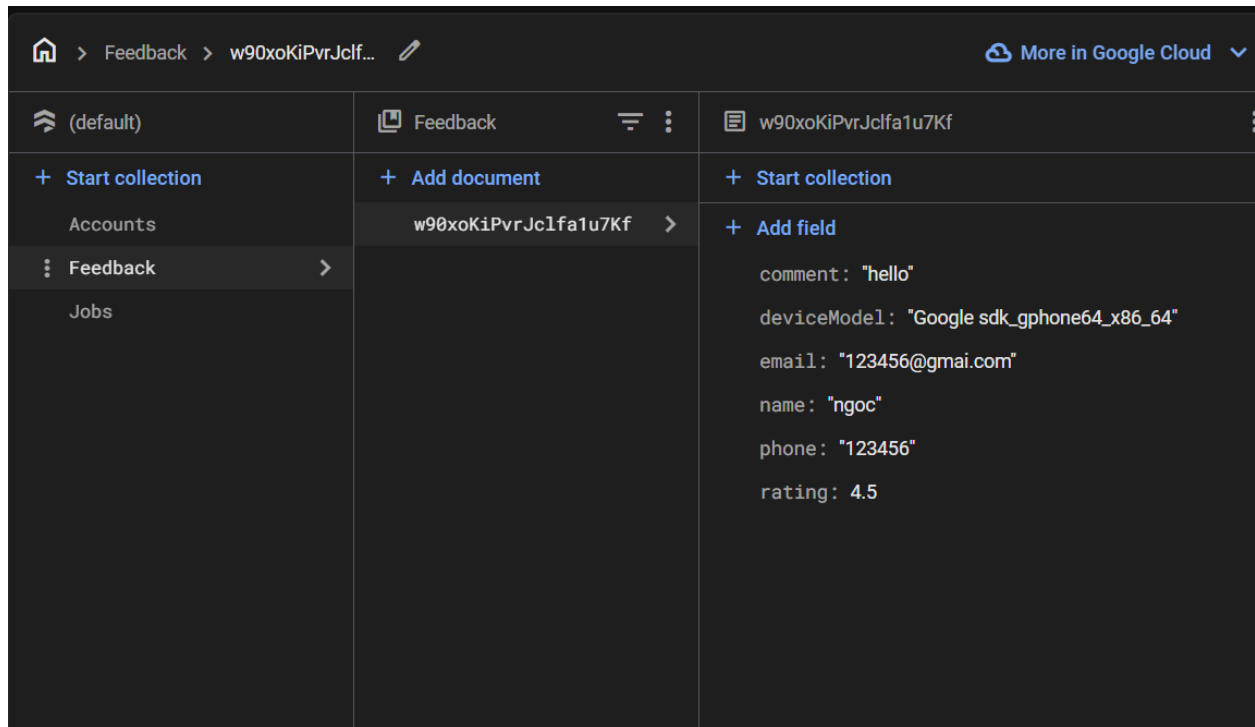 Feedback > w90xoKiPvrJclf...
More in Google Cloud
(default)
Feedback
w90xoKiPvrJclfa1u7Kf
+ Start collection
+ Add document
+ Start collection
Accounts
w90xoKiPvrJclfa1u7Kf
+ Add field
Feedback
Jobs
comment: "hello"
deviceModel: "Google sdk_gphone64_x86_64"
email: "123456@gmai.com"
name: "ngoc"
phone: "123456"
rating: 4.5